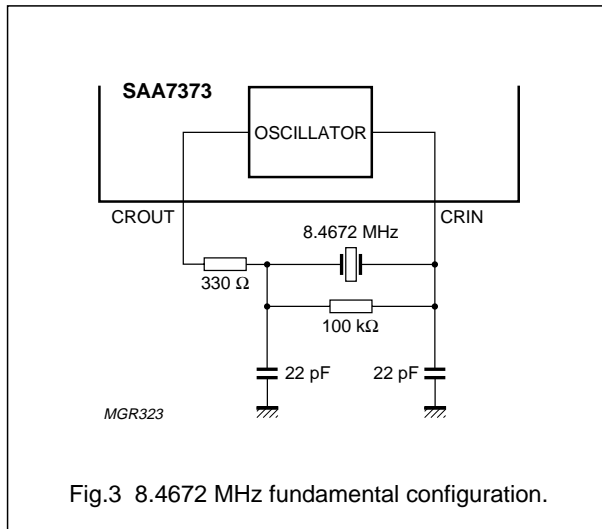 SAA7373
OSCILLATOR
CROUT
CRIN
8.4672 MHz
330 Ω
100 kΩ
22 pF
22 pF
MGR323
Fig.3 8.4672 MHz fundamental configuration.